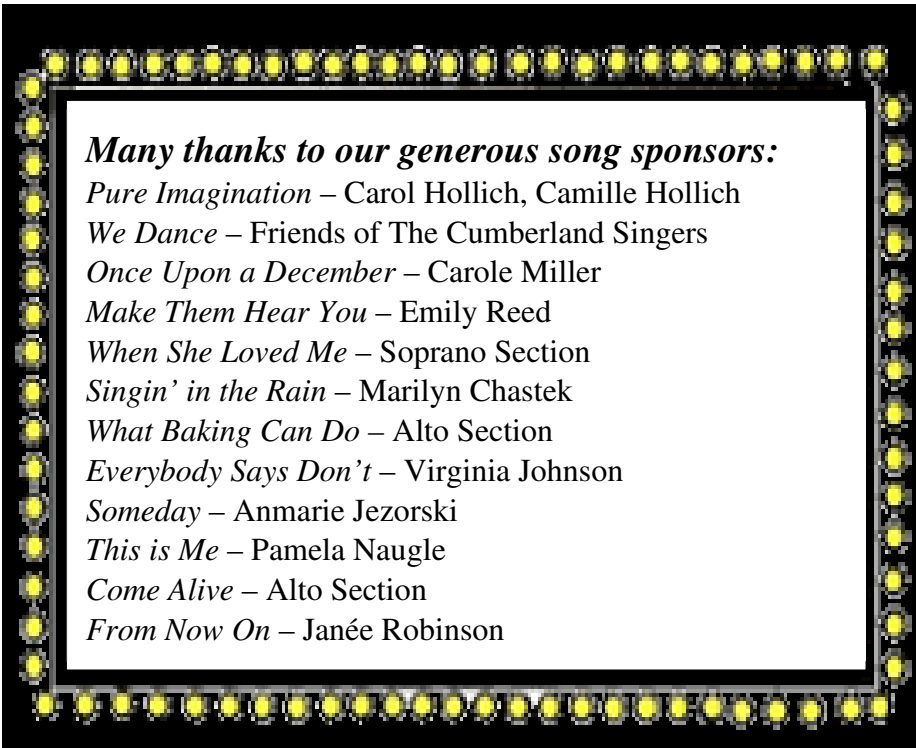 Many thanks to our generous song sponsors:
Pure Imagination – Carol Hollich, Camille Hollich
We Dance – Friends of The Cumberland Singers
Once Upon a December – Carole Miller
Make Them Hear You – Emily Reed
When She Loved Me – Soprano Section
Singin’ in the Rain – Marilyn Chastek
What Baking Can Do – Alto Section
Everybody Says Don’t – Virginia Johnson
Someday – Anmarie Jezorski
This is Me – Pamela Naugle
Come Alive – Alto Section
From Now On – Janée Robinson